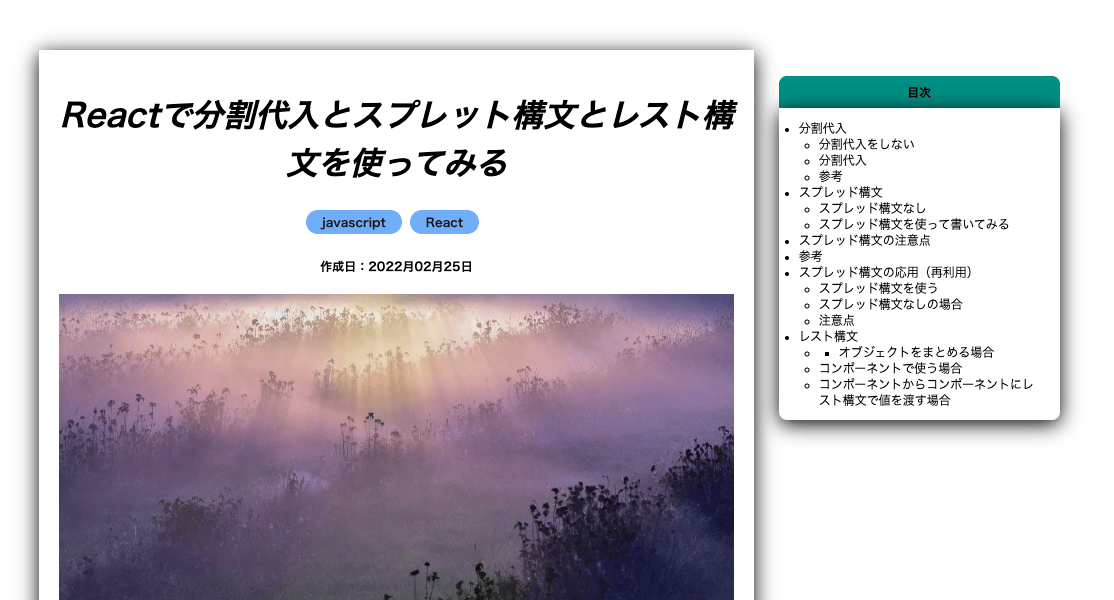 Reactで分割代入とスプレット構文とレスト構
文を使ってみる
javascript React
作成日：2022月02月25日
目次
分割代入
分割代入をしない
分割代入
参考
スプレッド構文
スプレッド構文なし
スプレッド構文を使って書いてみる
スプレッド構文の注意点
参考
スプレッド構文の応用（再利用）
スプレッド構文を使う
スプレッド構文なしの場合
注意点
レスト構文
オブジェクトをまとめる場合
コンポーネントで使う場合
コンポーネントからコンポーネントにレ
スト構文で値を渡す場合